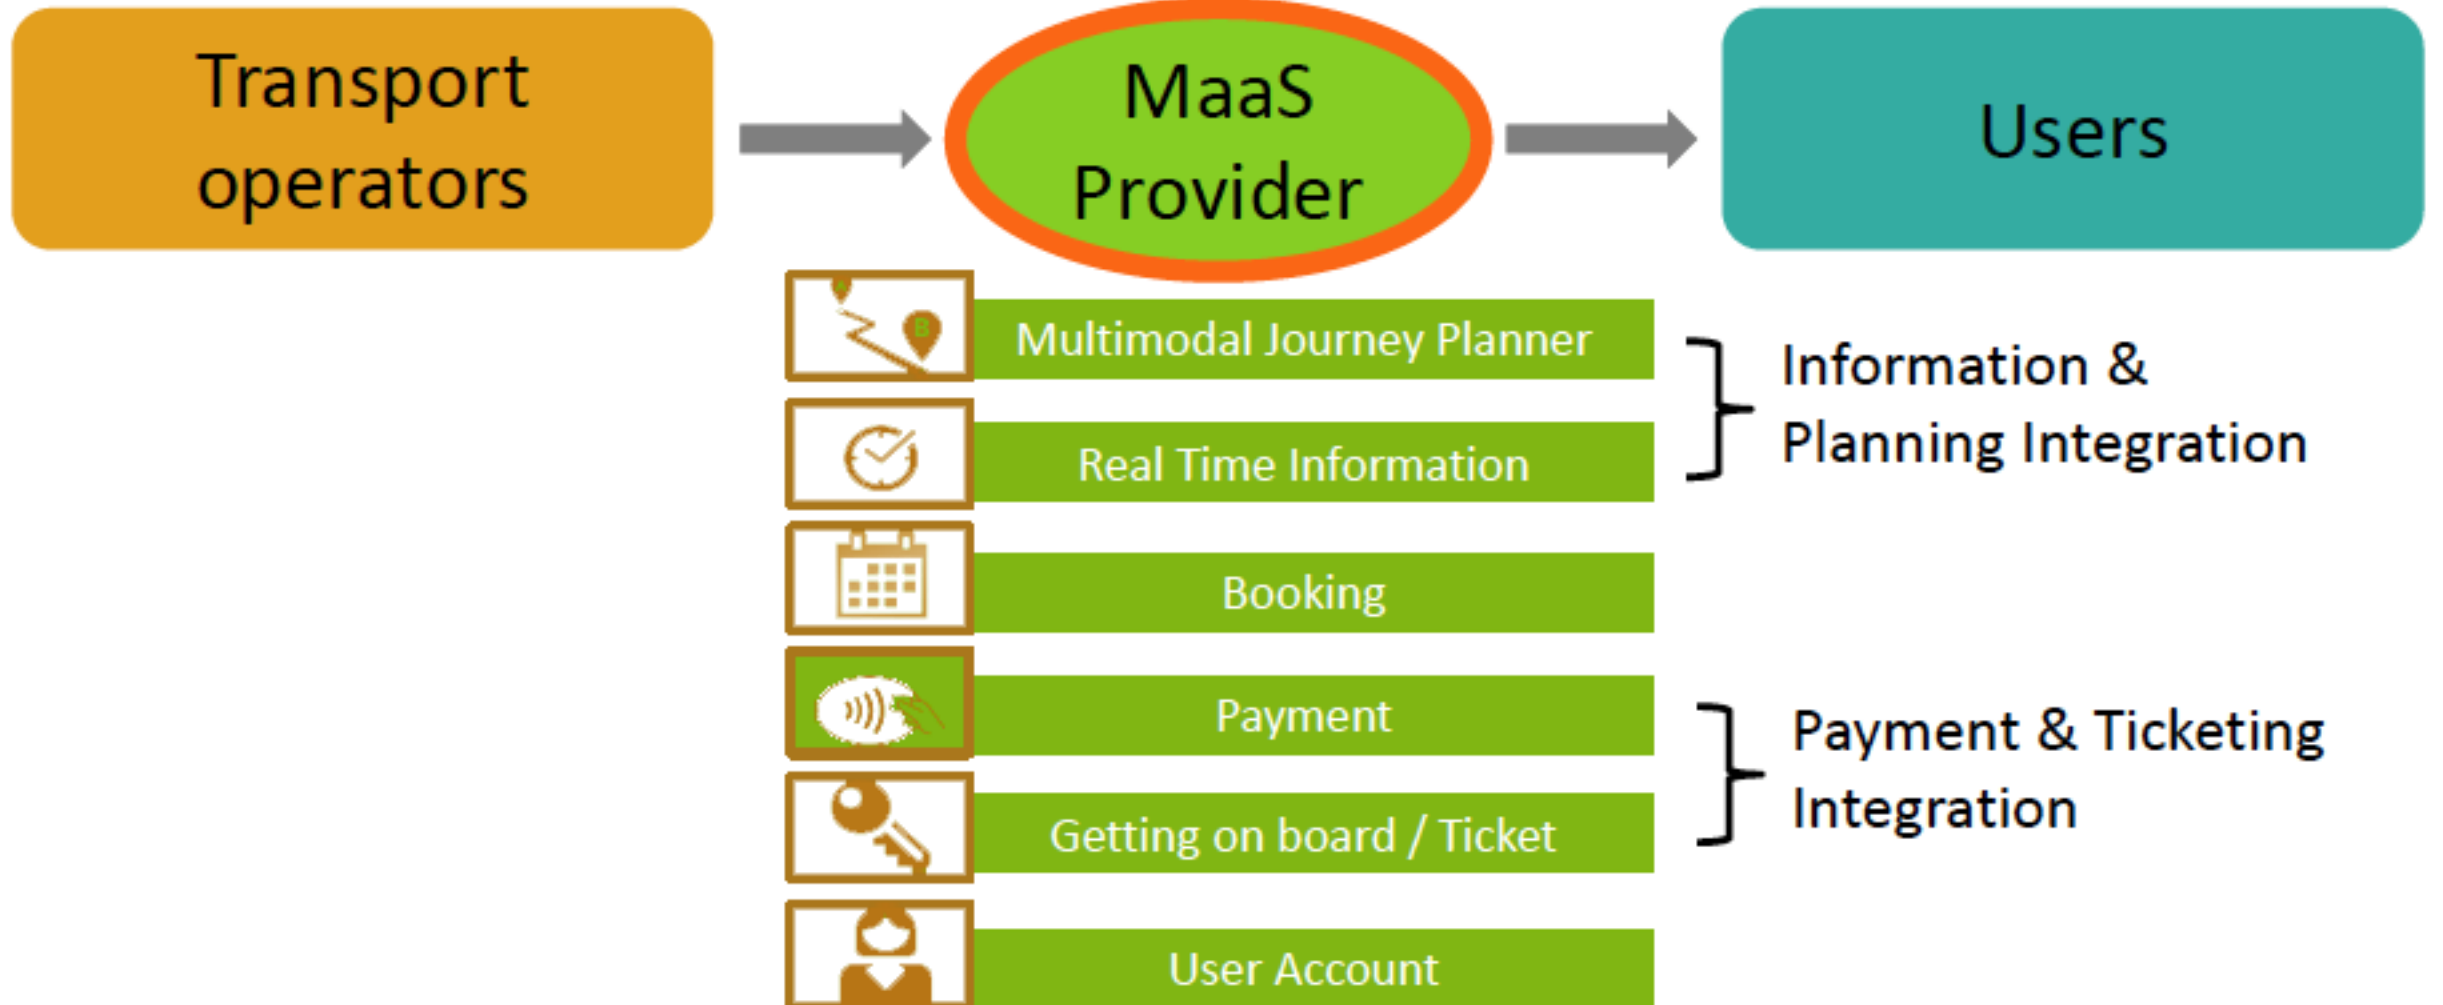 Transport
operators
MaaS
Provider
Users
Multimodal Journey Planner
Real Time Information
Information &
Planning Integration
Booking
Payment
Getting on board / Ticket
Payment & Ticketing
Integration
User Account
A
B